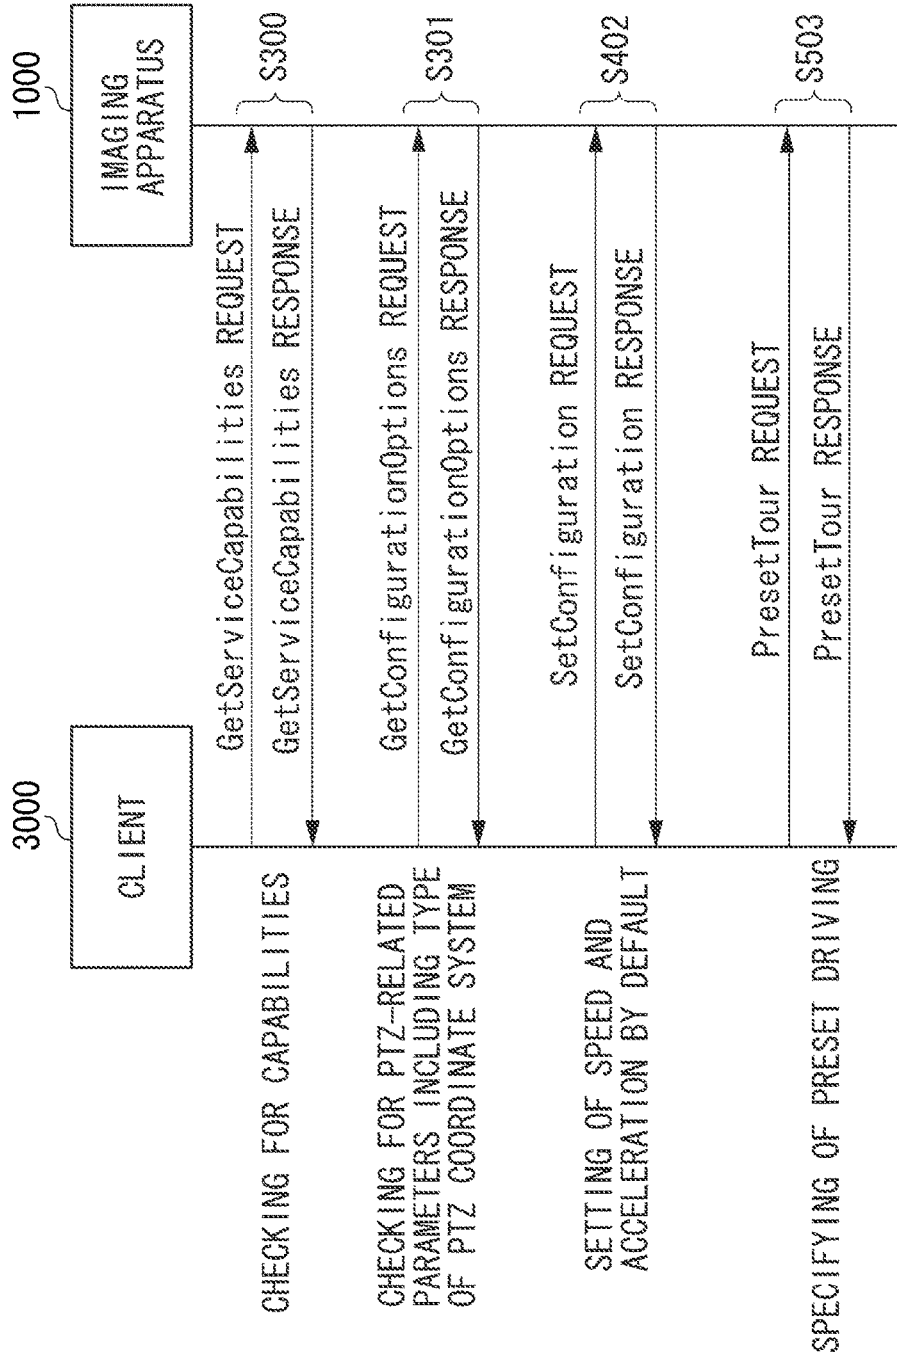 3000
1000
CLIENT
IMAGING
APPARATUS
CHECKING FOR CAPABILITIES
GetServiceCapabilities REQUEST
GetServiceCapabilities RESPONSE
S300
CHECKING FOR PTZ-RELATED
PARAMETERS INCLUDING TYPE
OF PTZ COORDINATE SYSTEM
GetConfigurationOptions REQUEST
GetConfigurationOptions RESPONSE
S301
SETTING OF SPEED AND
ACCELERATION BY DEFAULT
SetConfiguration REQUEST
SetConfiguration RESPONSE
S402
SPECIFYING OF PRESET DRIVING
PresetTour REQUEST
PresetTour RESPONSE
S503